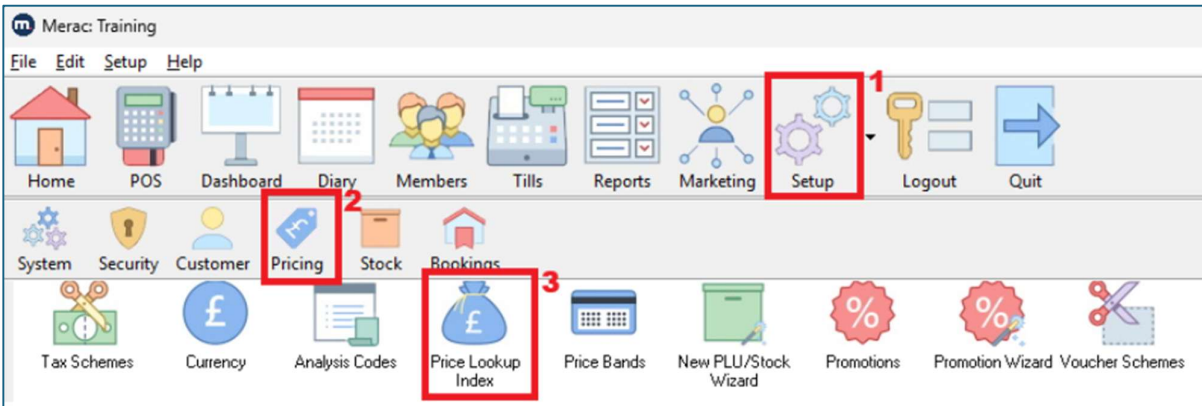 m Merac: Training
File Edit Setup Help
1
Home POS Dashboard Diary Members Tills Reports Marketing Setup Logout Quit
2
System Security Customer Pricing Stock Bookings
3
£
£
£
% %
Tax Schemes Currency Analysis Codes Price Lookup Index Price Bands New PLU/Stock Wizard Promotions Promotion Wizard Voucher Schemes